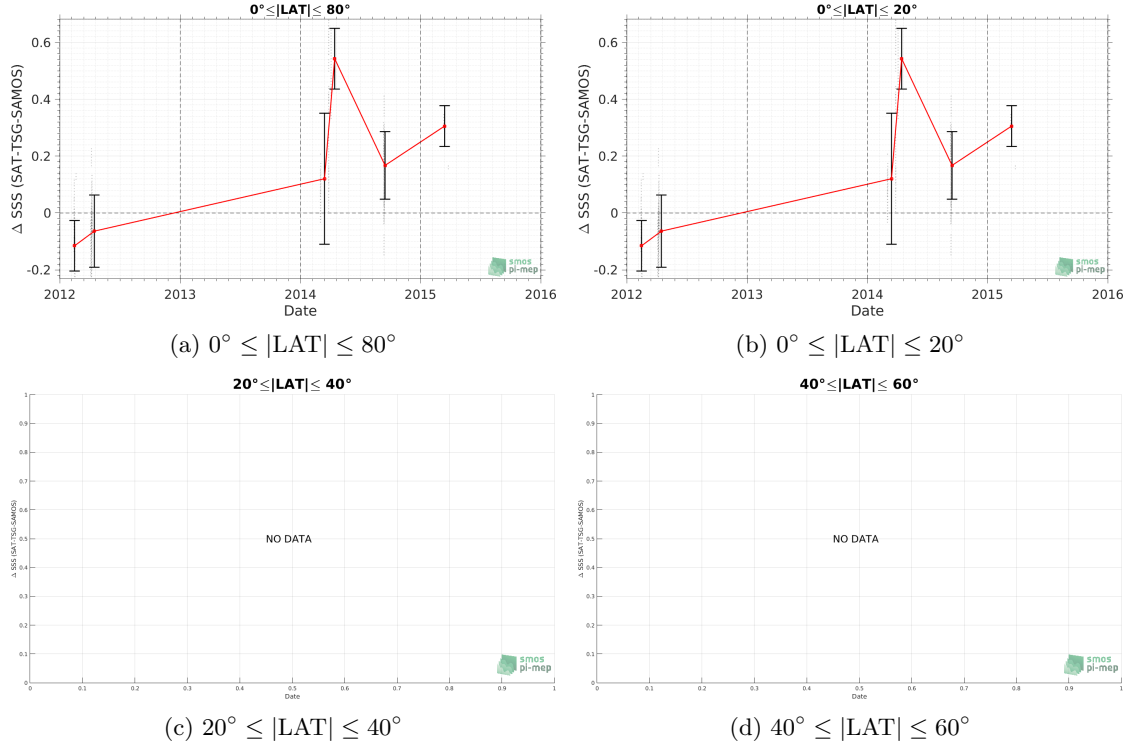 0°≤|LAT|≤ 80°
Δ SSS (SAT-TSG-SAMOS)
0.6
0.4
0.2
0
-0.2
2012
2013
2014
2015
2016
Date
smos
pi-mep
(a) 0° ≤ |LAT| ≤ 80°
0°≤|LAT|≤ 20°
Δ SSS (SAT-TSG-SAMOS)
0.6
0.4
0.2
0
-0.2
2012
2013
2014
2015
2016
Date
smos
pi-mep
(b) 0° ≤ |LAT| ≤ 20°
20°≤|LAT|≤ 40°
Δ SSS (SAT-TSG-SAMOS)
1
0.9
0.8
0.7
0.6
0.5
0.4
0.3
0.2
0.1
0
NO DATA
0
0.1
0.2
0.3
0.4
0.5
0.6
0.7
0.8
0.9
1
Date
smos
pi-mep
(c) 20° ≤ |LAT| ≤ 40°
40°≤|LAT|≤ 60°
Δ SSS (SAT-TSG-SAMOS)
1
0.9
0.8
0.7
0.6
0.5
0.4
0.3
0.2
0.1
0
NO DATA
0
0.1
0.2
0.3
0.4
0.5
0.6
0.7
0.8
0.9
1
Date
smos
pi-mep
(d) 40° ≤ |LAT| ≤ 60°